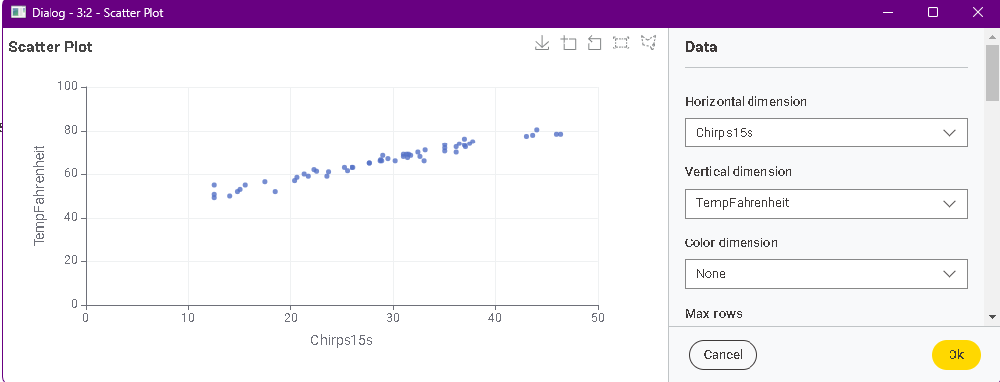 Dialog - 3:2 - Scatter Plot
Scatter Plot
100
80
60
40
20
0
TempFahrenheit
0 10 20 30 40 50
Chirps15s
Data
Horizontal dimension
Chirps15s
Vertical dimension
TempFahrenheit
Color dimension
None
Max rows
Cancel
Ok